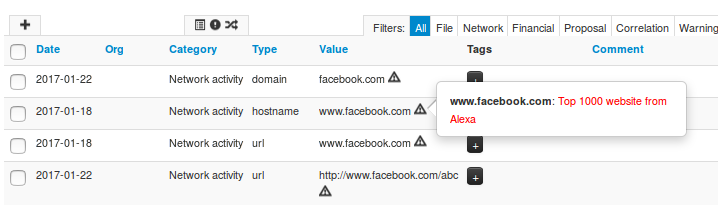 + Filters: All File Network Financial Proposal Correlation Warning
Date Org Category Type Value Tags Comment
2017-01-22 Network activity domain facebook.com +
www.facebook.com: Top 1000 website from
Alexa
2017-01-18 Network activity hostname www.facebook.com
2017-01-18 Network activity url www.facebook.com +
2017-01-22 Network activity url http://www.facebook.com/abc +